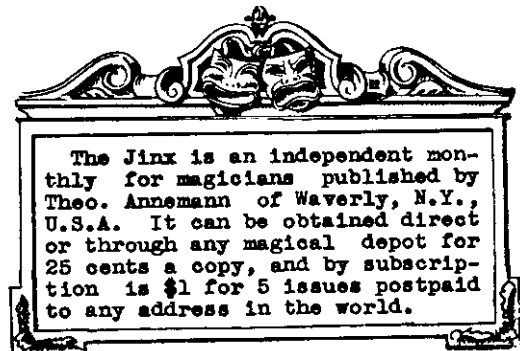 The Jinx is an independent mon-
thly for magicians published by
Theo. Annemann of Waverly, N.Y.,
U.S.A. It can be obtained direct
or through any magical depot for
25 cents a copy, and by subscrip-
tion is $1 for 5 issues postpaid
to any address in the world.